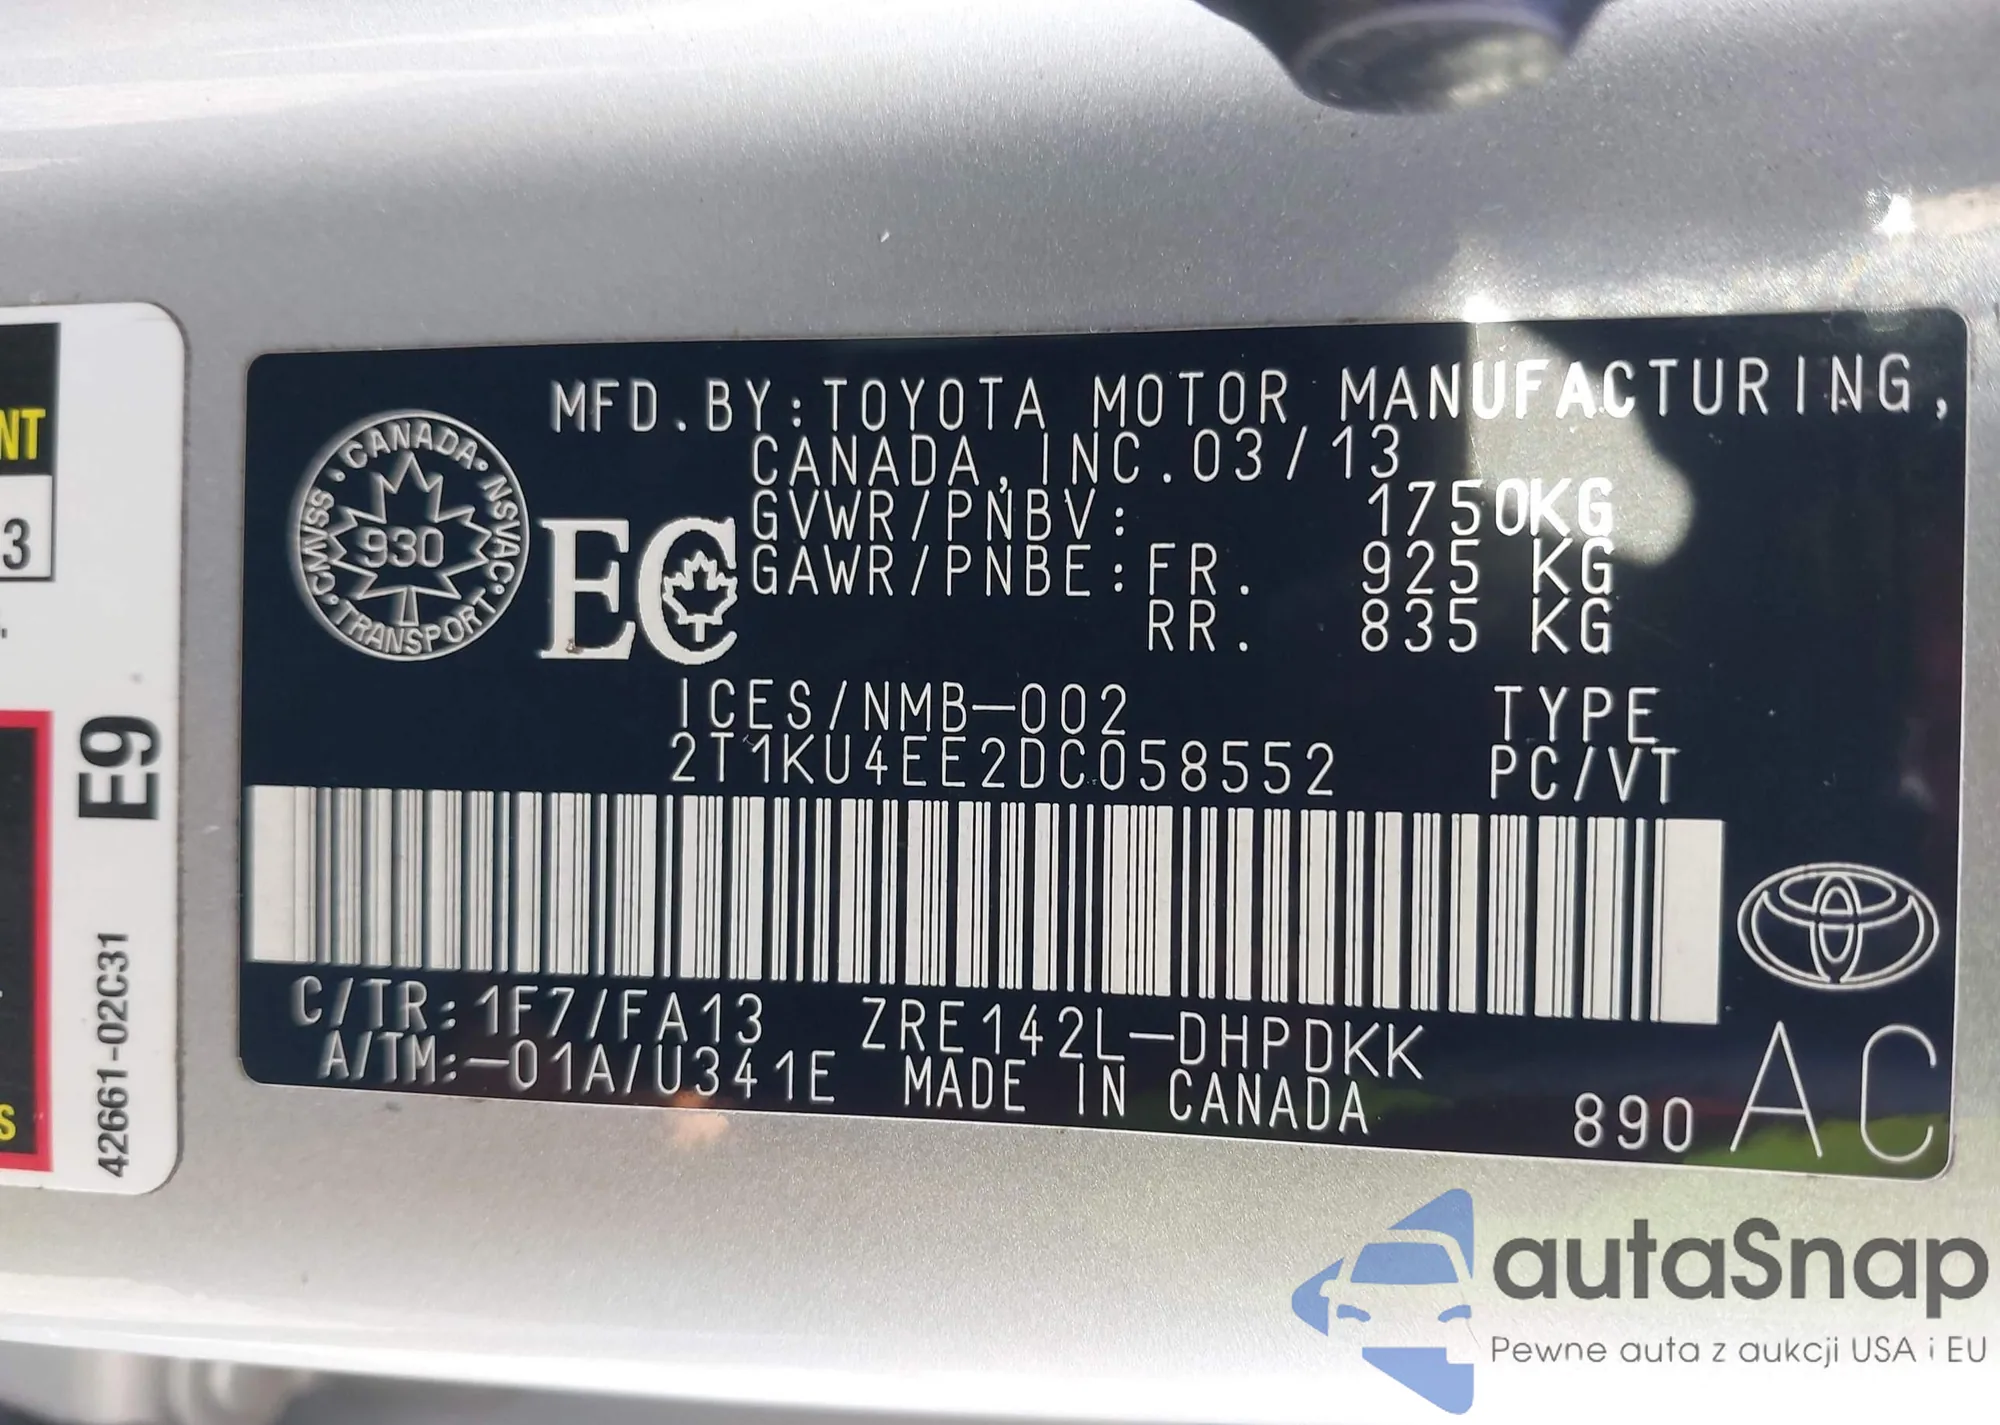 NT
3
S
E9
42661-02C31
CANADA · NSVAC · TRANSPORT · CMVSS ·
930
EC
MFD.BY:TOYOTA MOTOR MANUFACTURING,
CANADA,INC.03/13
GVWR/PNBV: 1750KG
GAWR/PNBE:FR. 925 KG
RR. 835 KG
ICES/NMB-002 TYPE
2T1KU4EE2DC058552 PC/VT
C/TR:1F7/FA13 ZRE142L-DHPDKK
A/TM:-01A/U341E MADE IN CANADA
890 AC
autaSnap
Pewne auta z aukcji USA i EU